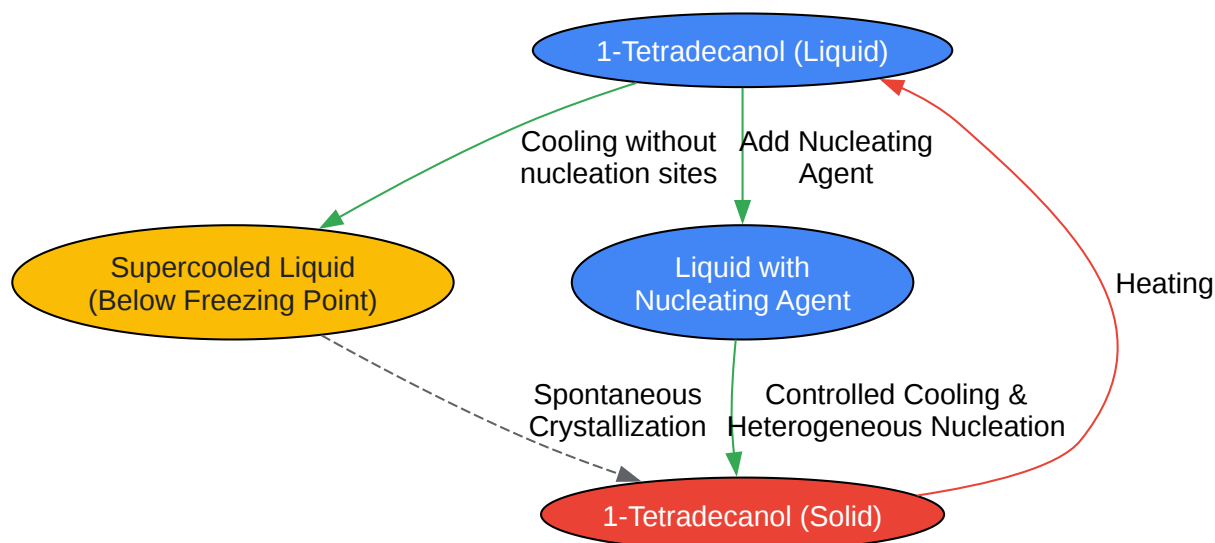 1-Tetradecanol (Liquid)
Cooling without
nucleation sites
Add Nucleating
Agent
Supercooled Liquid
(Below Freezing Point)
Liquid with
Nucleating Agent
Heating
Spontaneous
Crystallization
Controlled Cooling &
Heterogeneous Nucleation
1-Tetradecanol (Solid)